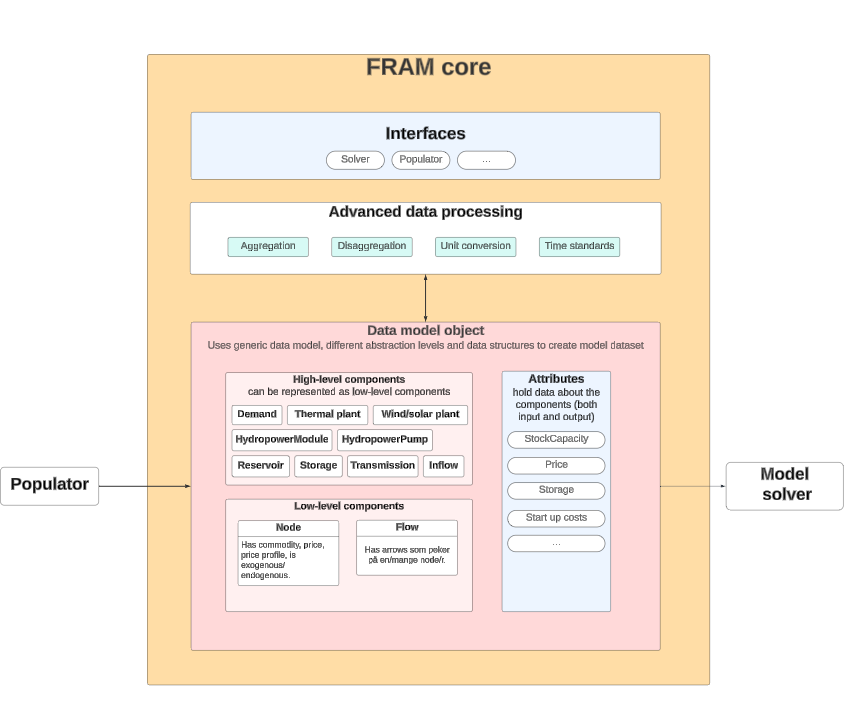 FRAM core
Interfaces
Solver
Populator
...
Advanced data processing
Aggregation
Disaggregation
Unit conversion
Time standards
Data model object
Uses generic data model, different abstraction levels and data structures to create model dataset
High-level components
can be represented as low-level components
Demand
Thermal plant
Wind/solar plant
HydropowerModule
HydropowerPump
Reservoir
Storage
Transmission
Inflow
Low-level components
Node
Has commodity, price,
price profile, is
exogenous/
endogenous.
Flow
Has arrows som peker
på en/mange node/r.
Attributes
hold data about the
components (both
input and output)
StockCapacity
Price
Storage
Start up costs
...
Populator
Model
solver